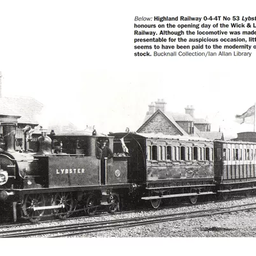 Below: Highland Railway 0-4-4T No 53 Lybst
honours on the opening day of the Wick & L
Railway. Although the locomotive was made
presentable for the auspicious occasion, litt
seems to have been paid to the modernity o
stock. Bucknall Collection/Ian Allan Library
LYBSTER